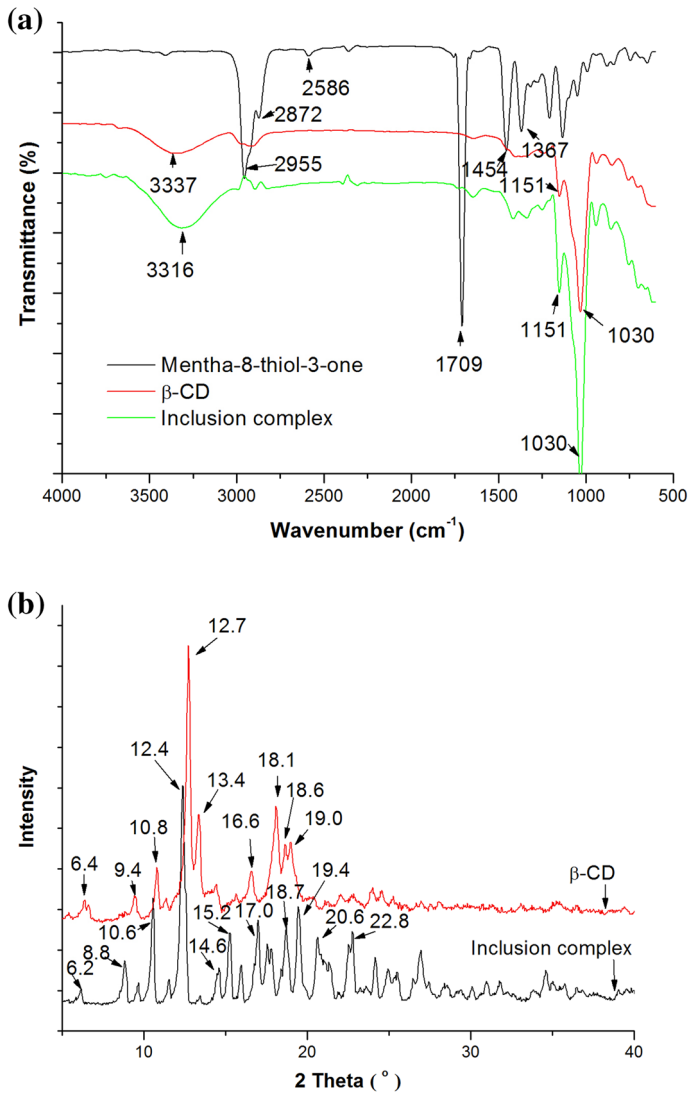 (a)
2586
2872
2955
3337
3316
1454
1367
1151
1709
1151
1030
1030
Mentha-8-thiol-3-one
β-CD
Inclusion complex
Transmittance (%)
4000 3500 3000 2500 2000 1500 1000 500
Wavenumber (cm⁻¹)
(b)
12.7
12.4
13.4
18.1
18.6
19.0
10.8
16.6
6.4
9.4
19.4
18.7
β-CD
10.6
15.2
17.0
20.6
22.8
8.8
14.6
6.2
Inclusion complex
Intensity
10 15 20 25 30 35 40
2 Theta (°)